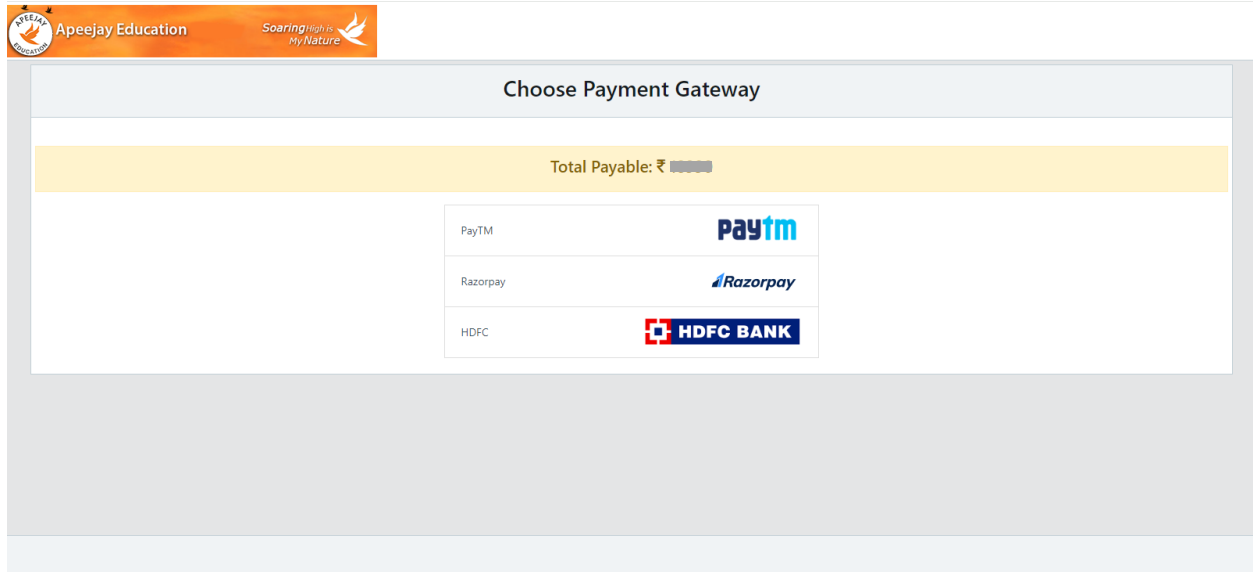 APEEJAY
EDUCATION
Apeejay Education
Soaring High is
My Nature
Choose Payment Gateway
Total Payable: ₹
PayTM
paytm
Razorpay
Razorpay
HDFC
HDFC BANK